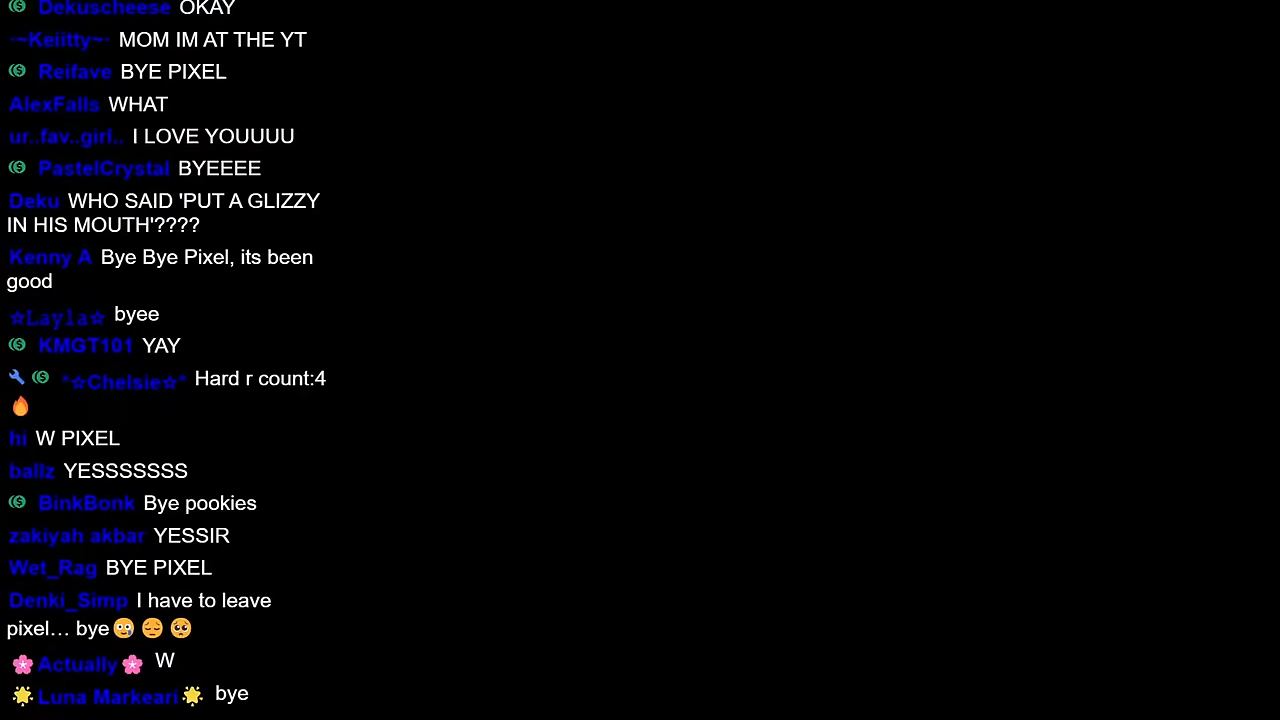 Dekuscheese OKAY
·~Keiitty~· MOM IM AT THE YT
Reifave BYE PIXEL
AlexFalls WHAT
ur..fav..girl.. I LOVE YOUUUU
PastelCrystal BYEEEE
Deku WHO SAID 'PUT A GLIZZY
IN HIS MOUTH'????
Kenny A Bye Bye Pixel, its been
good
☆Layla☆ byee
KMGT101 YAY
*☆Chelsie☆* Hard r count:4
🔥
hi W PIXEL
ballz YESSSSSSS
BinkBonk Bye pookies
zakiyah akbar YESSIR
Wet_Rag BYE PIXEL
Denki_Simp I have to leave
pixel... bye🥲 😔 🥺
🌸Actually🌸 W
🌟Luna Markeari🌟 bye